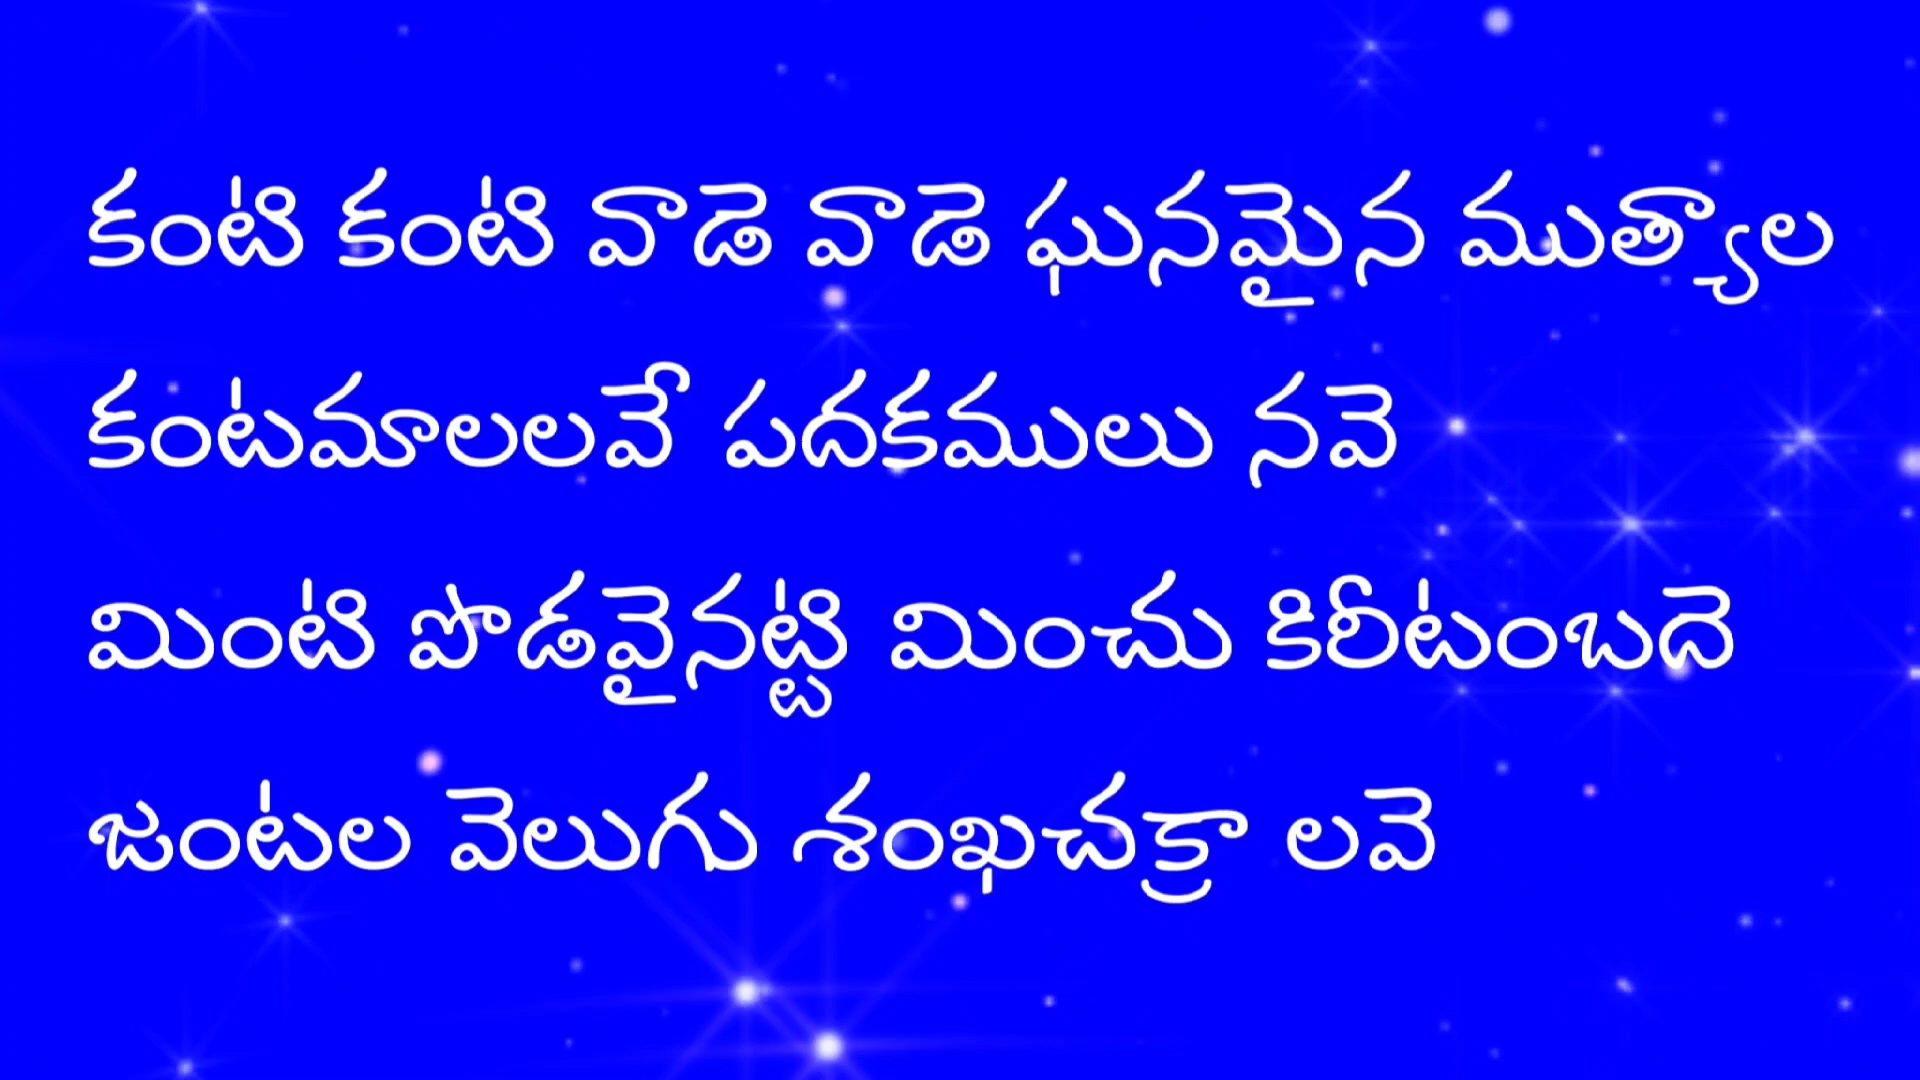 కంటి కంటి వాడె వాడె ఘనమైన ముత్యాల
కంటమాలలవే పదకములు నవె
మింటి పోడవైనట్టి మించు కిరీటంబదె
జంటల వెలుగు శంఖచక్రా లవె